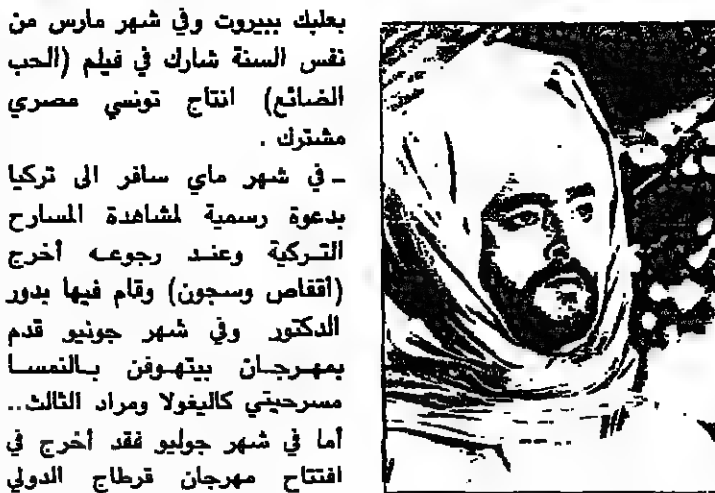 بعلبك ببيروت وفي شهر مارس من
نفس السنة شارك في فيلم (الحب
الضائع) انتاج تونسي مصري
مشترك .
ـ في شهر ماي سافر الى تركيا
بدعوة رسمية لمشاهدة المسارح
التركية وعند رجوعه أخرج
(أقفاص وسجون) وقام فيها بدور
الدكتور وفي شهر جونيو قدم
بمهرجان بيتهوفن بالنمسا
مسرحيتي كاليغولا ومراد الثالث..
أما في شهر جوليو فقد أخرج في
افتتاح مهرجان قرطاج الدولي